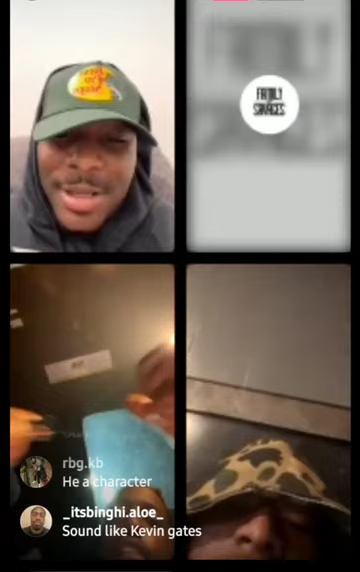 FAMILY
SAVAGES
rbg.kb
He a character
_itsbinghi.aloe_
Sound like Kevin gates